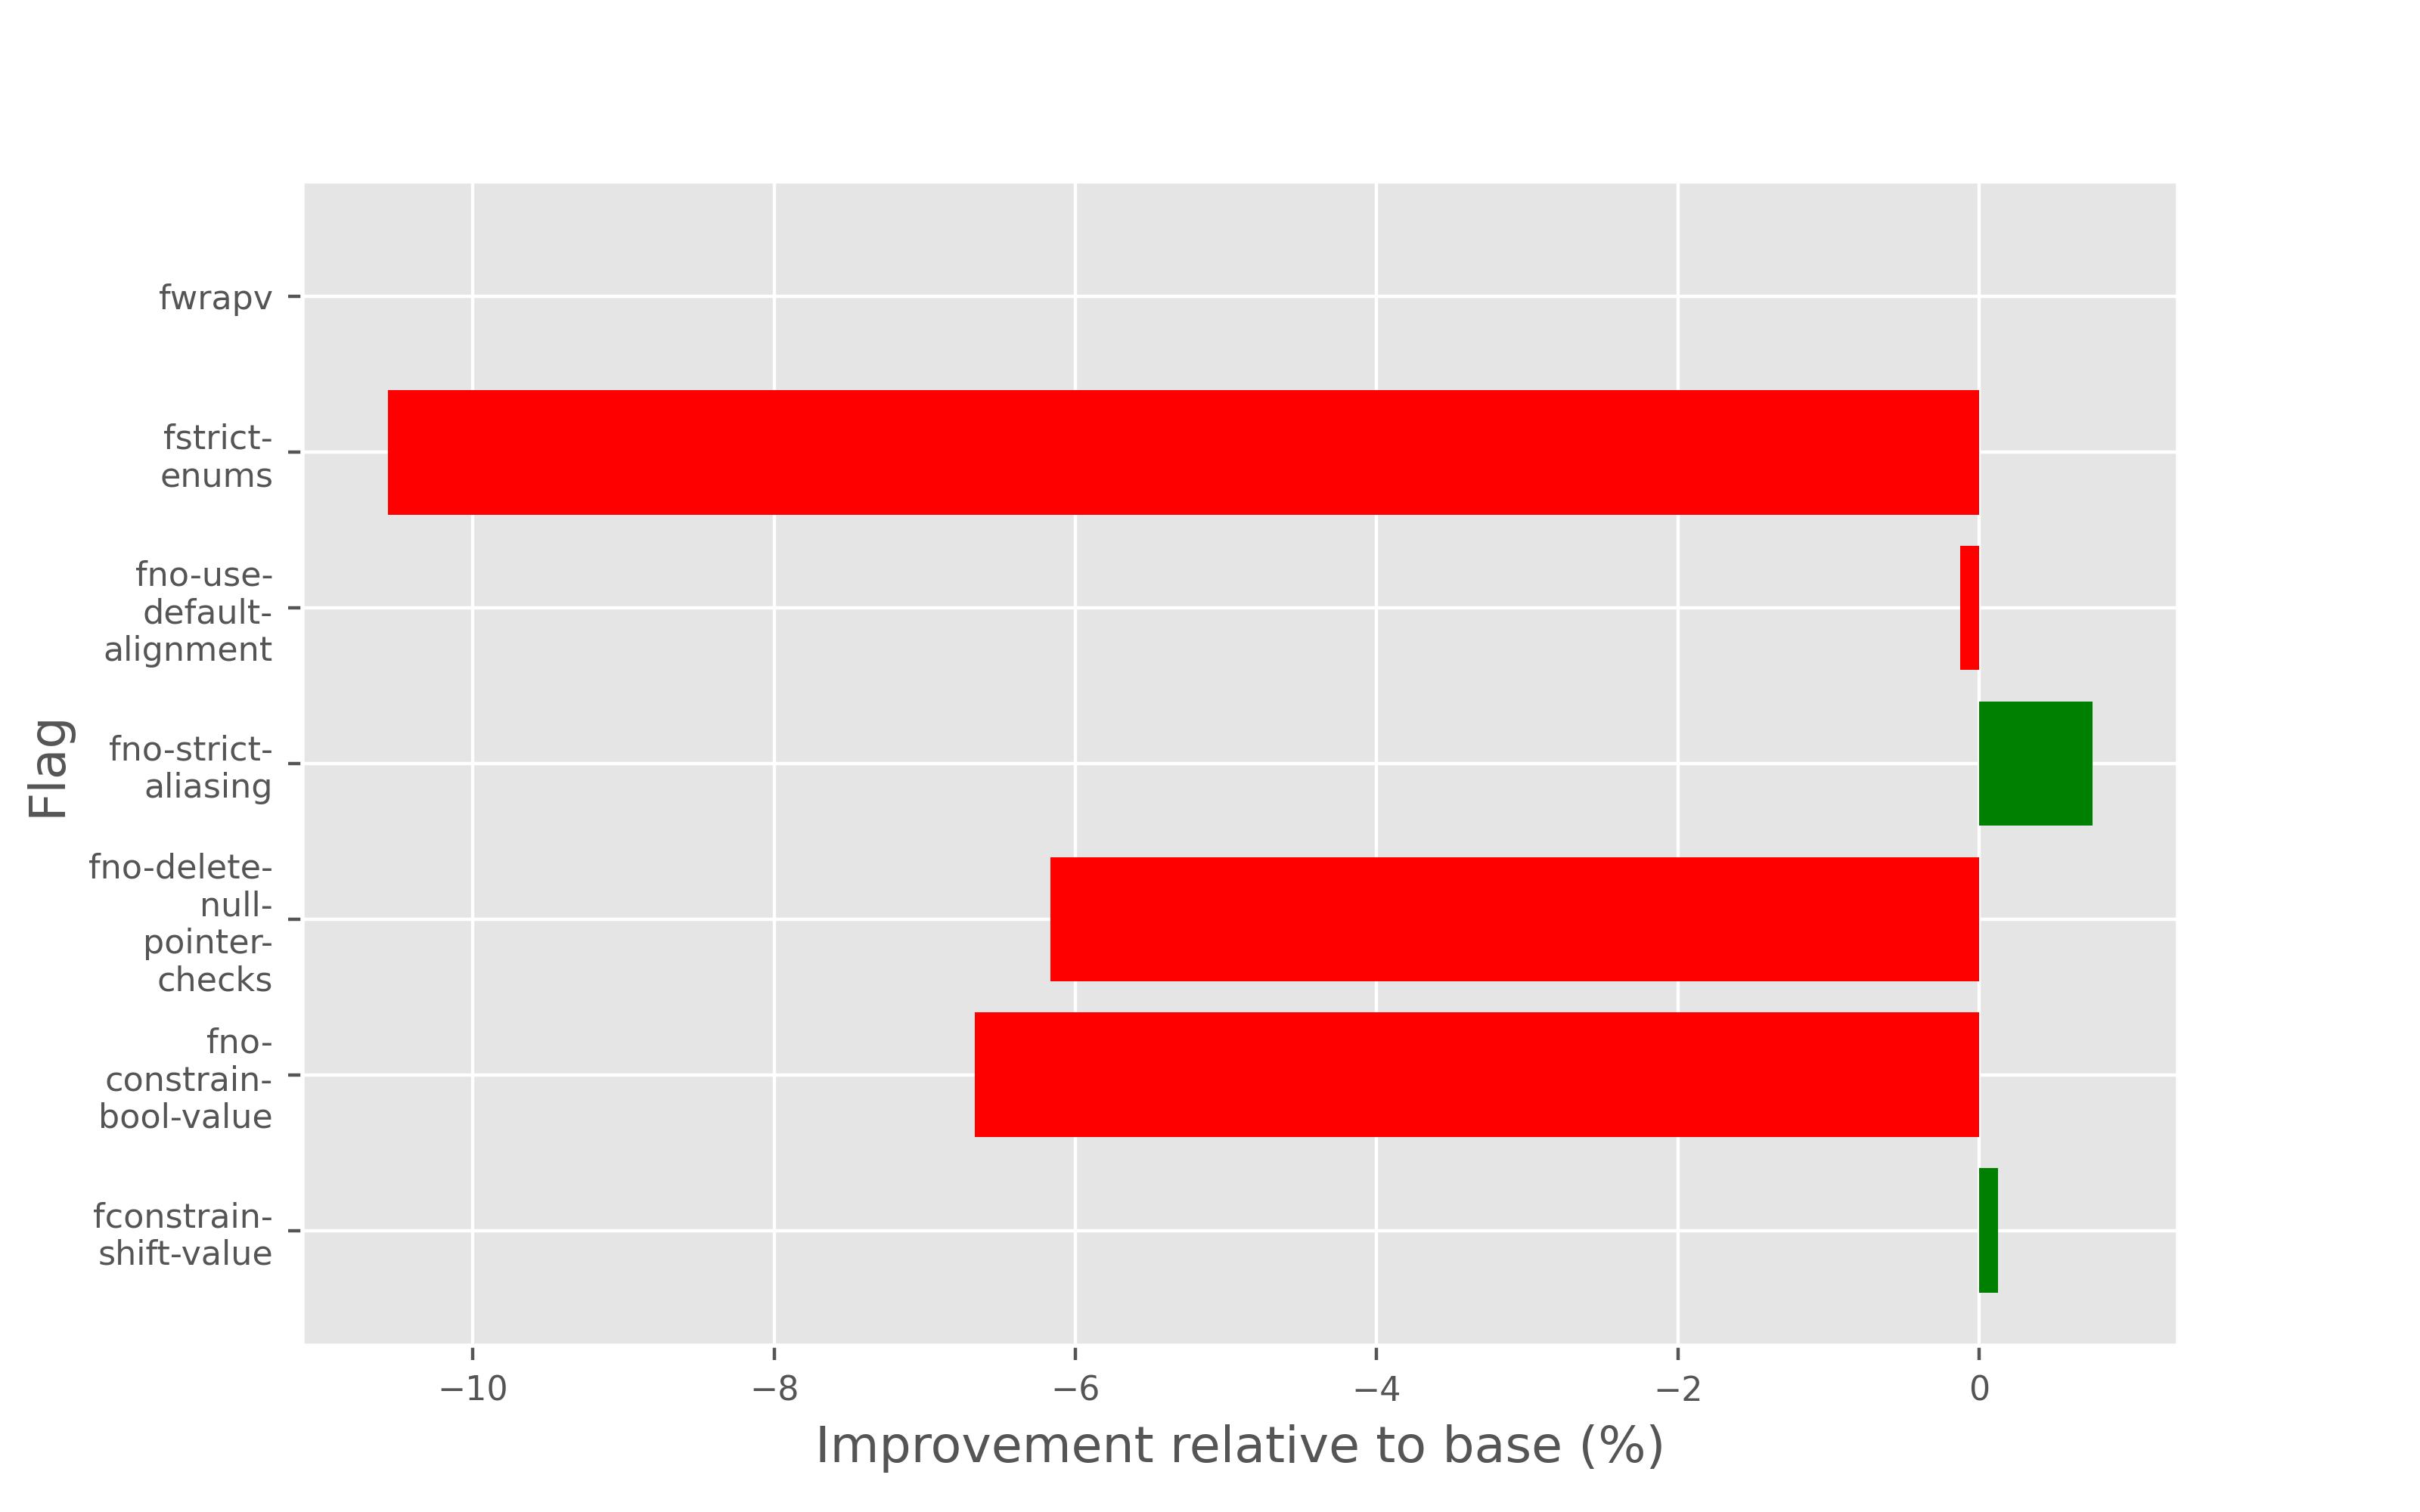 fwrapv
fstrict-
enums
fno-use-
default-
alignment
fno-strict-
aliasing
fno-delete-
null-
pointer-
checks
fno-
constrain-
bool-value
fconstrain-
shift-value
Flag
−10 −8 −6 −4 −2 0
Improvement relative to base (%)